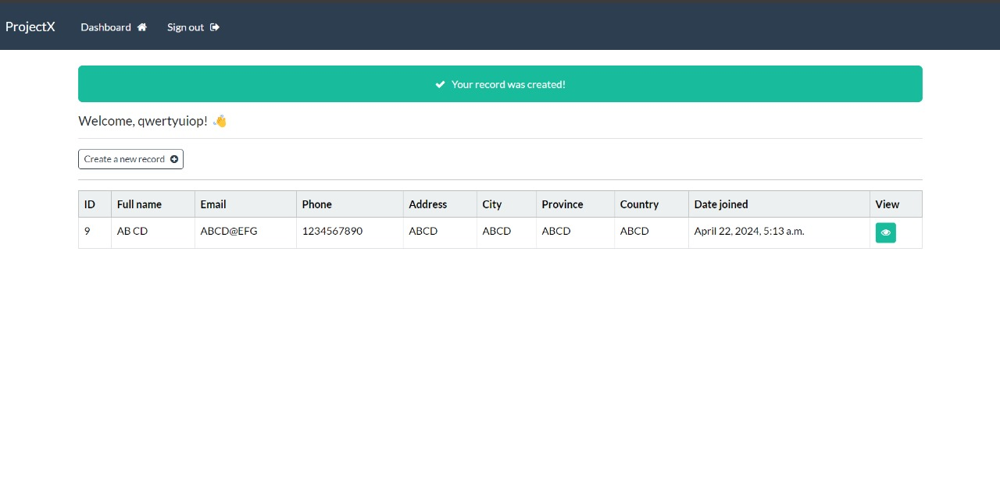 ProjectX Dashboard Sign out
Your record was created!
Welcome, qwertyuiop! 👋
Create a new record
ID Full name Email Phone Address City Province Country Date joined View
9 AB CD ABCD@EFG 1234567890 ABCD ABCD ABCD ABCD April 22, 2024, 5:13 a.m.